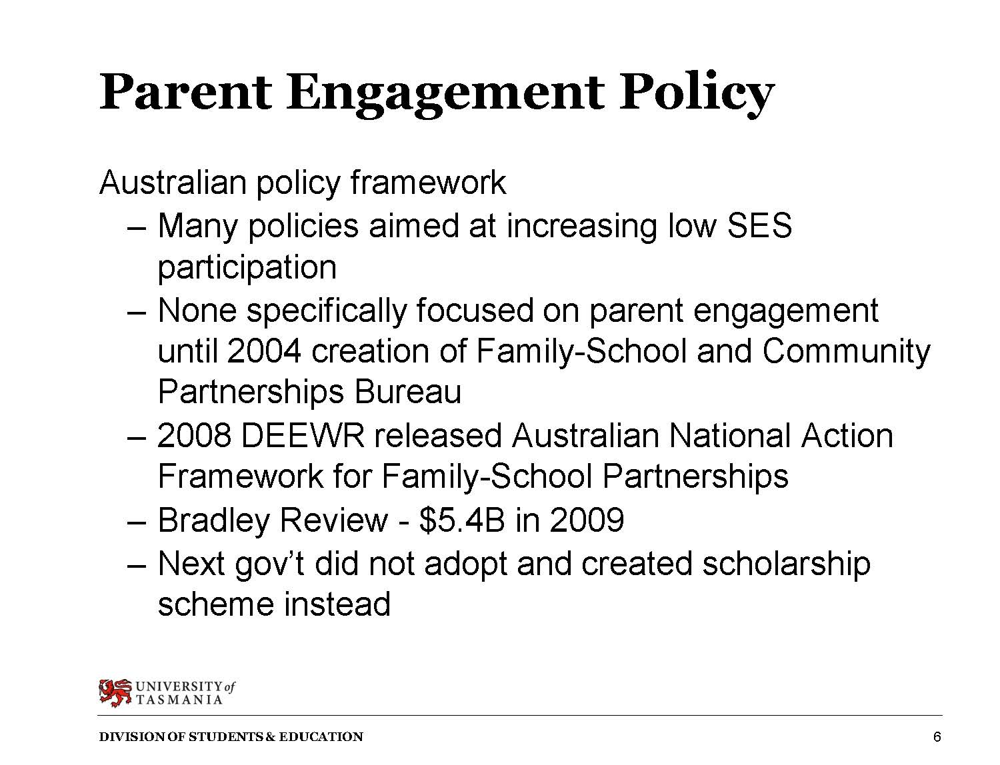 Parent Engagement Policy
Australian policy framework
– Many policies aimed at increasing low SES
participation
– None specifically focused on parent engagement
until 2004 creation of Family-School and Community
Partnerships Bureau
– 2008 DEEWR released Australian National Action
Framework for Family-School Partnerships
– Bradley Review - $5.4B in 2009
– Next gov’t did not adopt and created scholarship
scheme instead
UNIVERSITY of
TASMANIA
DIVISION OF STUDENTS & EDUCATION 6